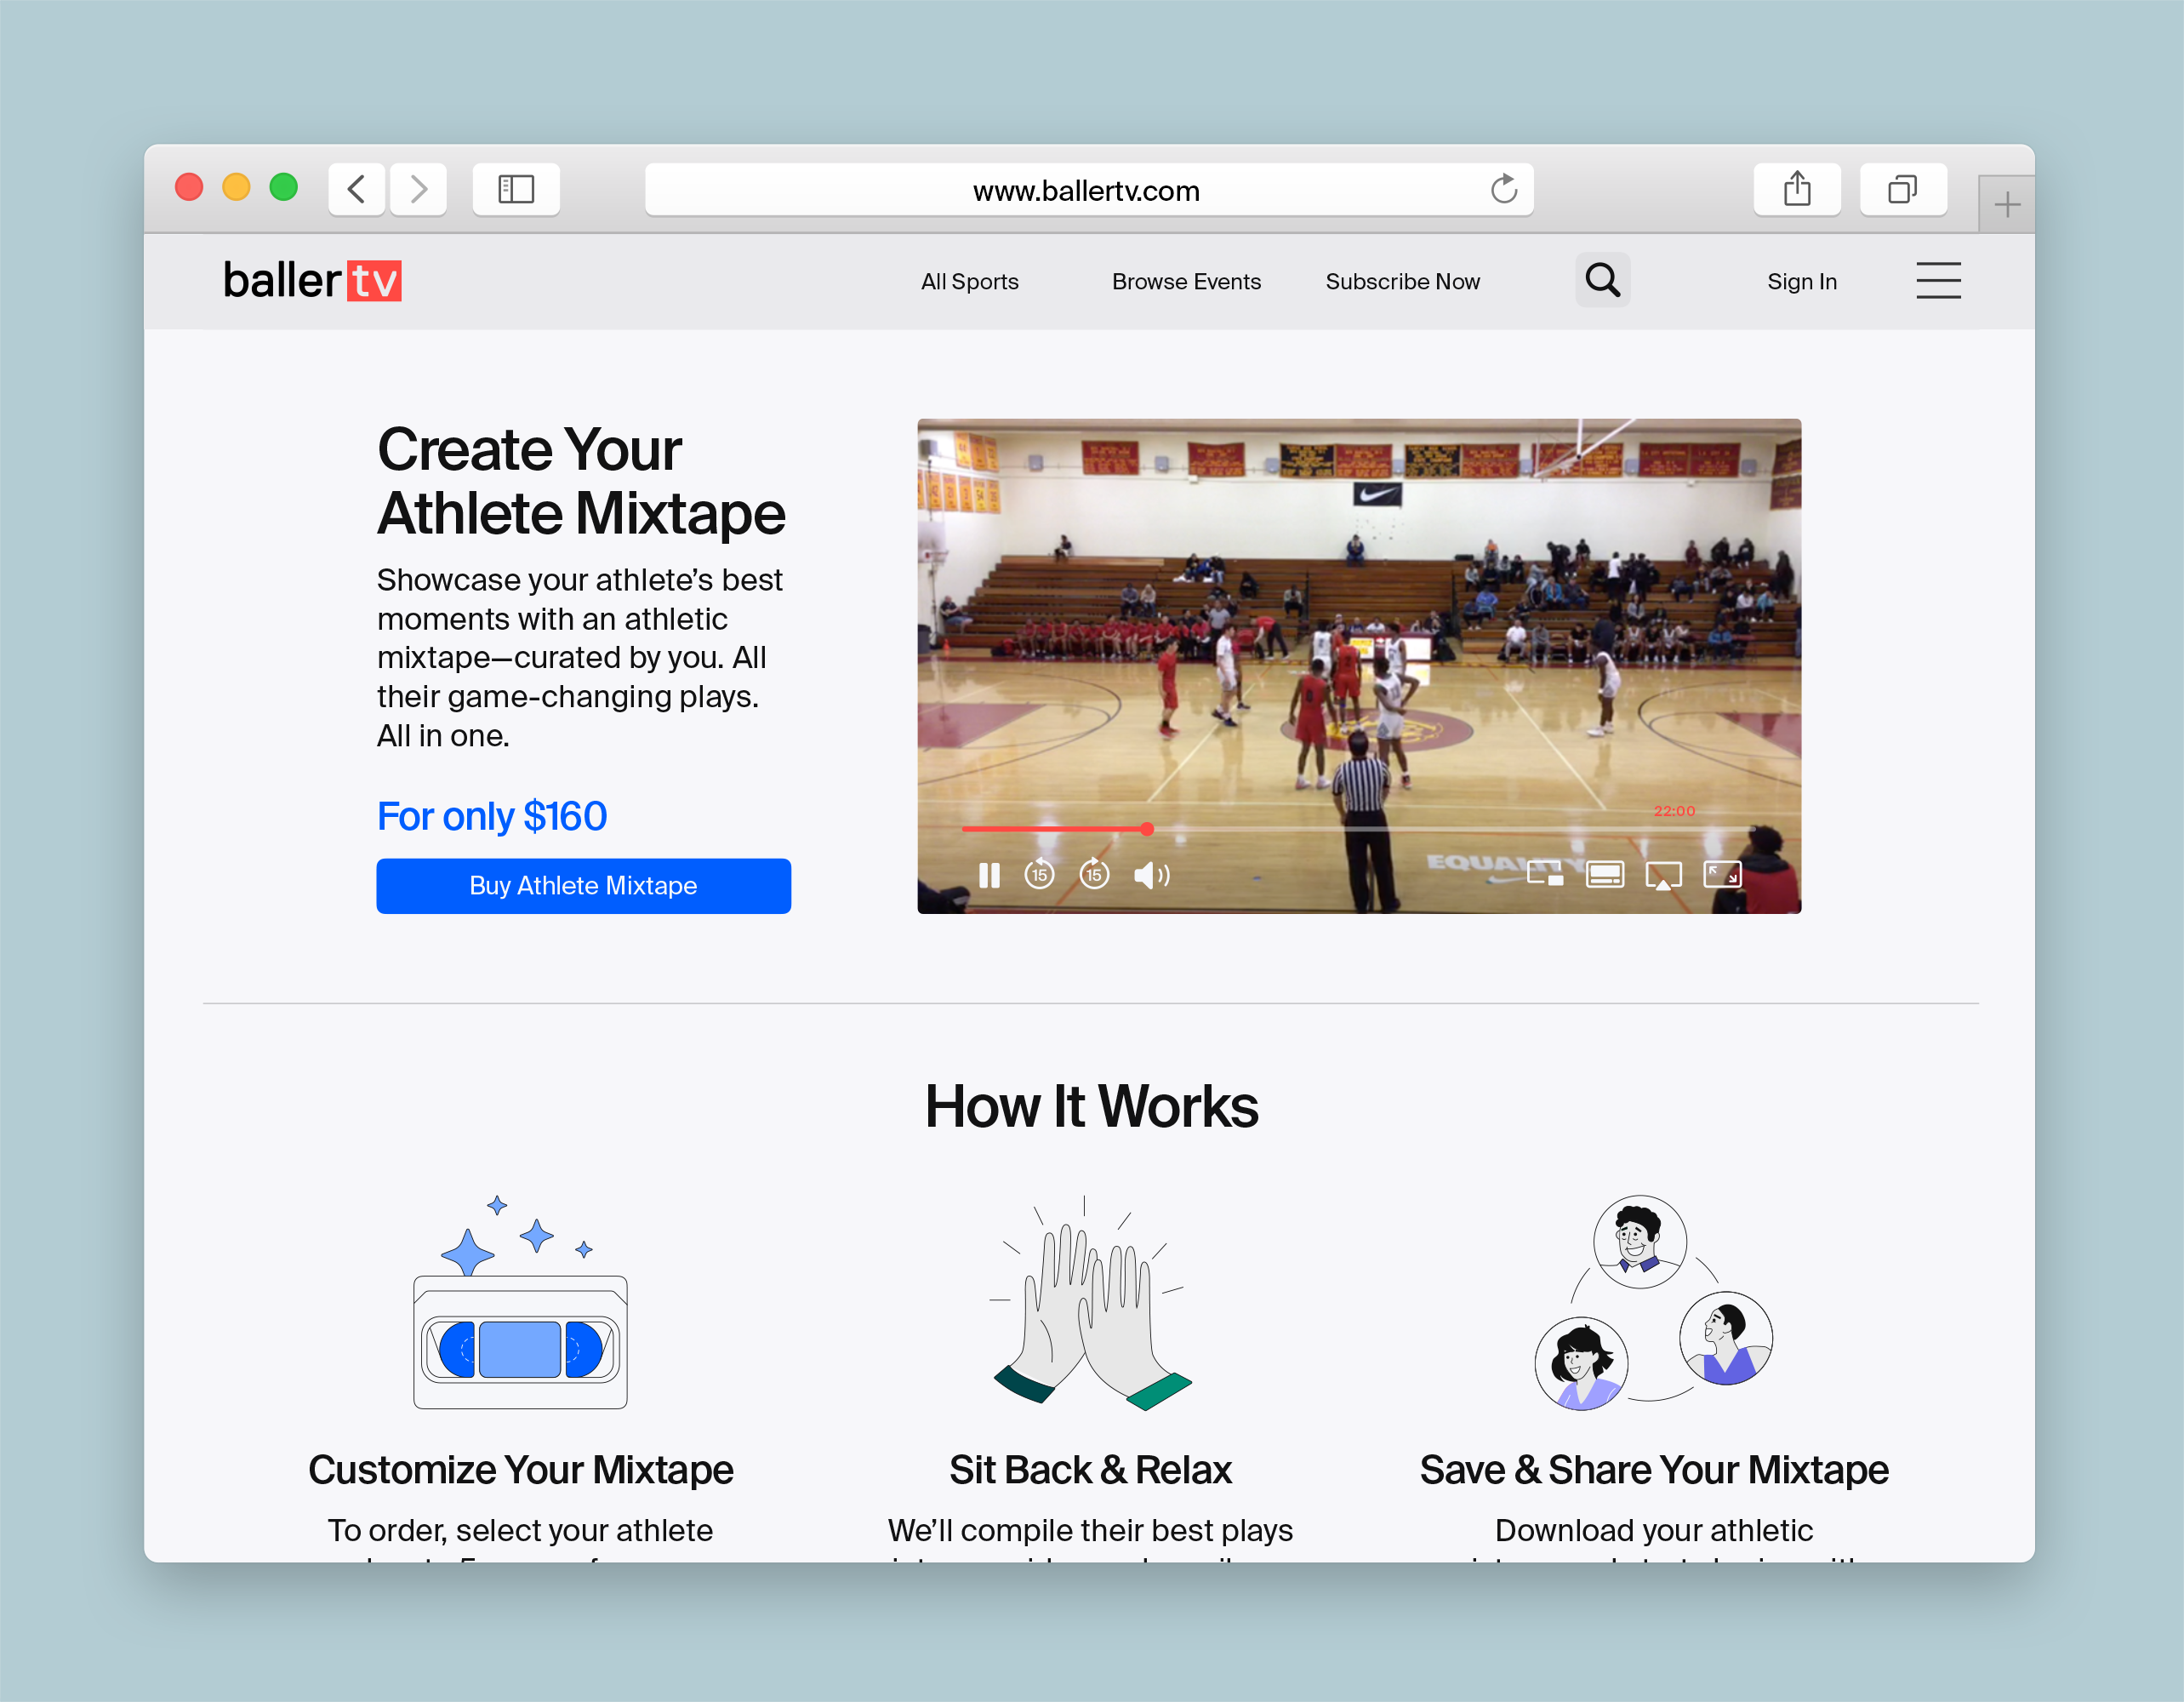 www.ballertv.com
baller tv
All Sports
Browse Events
Subscribe Now
Sign In
Create Your
Athlete Mixtape
Showcase your athlete’s best
moments with an athletic
mixtape—curated by you. All
their game-changing plays.
All in one.
For only $160
Buy Athlete Mixtape
22:00
15
15
EQUALITY
How It Works
Customize Your Mixtape
To order, select your athlete
Sit Back & Relax
We’ll compile their best plays
Save & Share Your Mixtape
Download your athletic